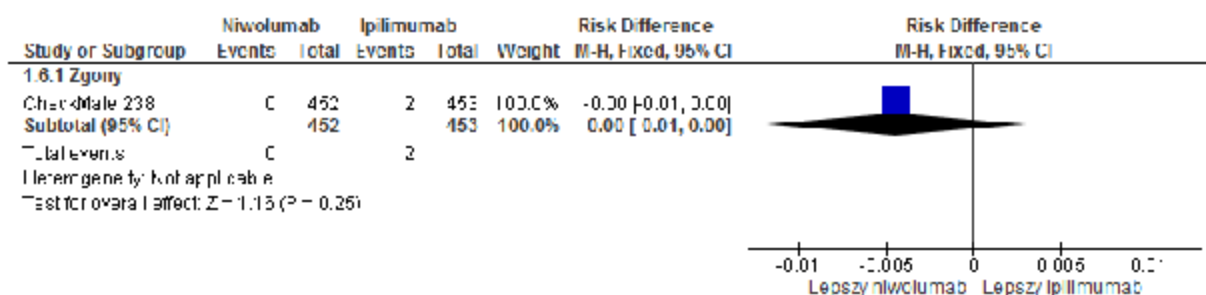 Niwolumab Ipilimumab Risk Difference Risk Difference
Study or Subgroup Events Total Events Total Weight M-H, Fixed, 95% CI M-H, Fixed, 95% CI
1.6.1 Zgony
CheckMate 238 0 452 2 453 100.0% -0.00 [-0.01, 0.00]
Subtotal (95% CI) 452 453 100.0% -0.00 [-0.01, 0.00]
Total events 0 2
Heterogeneity: Not applicable
Test for overall effect: Z = 1.16 (P = 0.25)
-0.01 -0.005 0 0.005 0.01
Lepszy niwolumab Lepszy ipilimumab